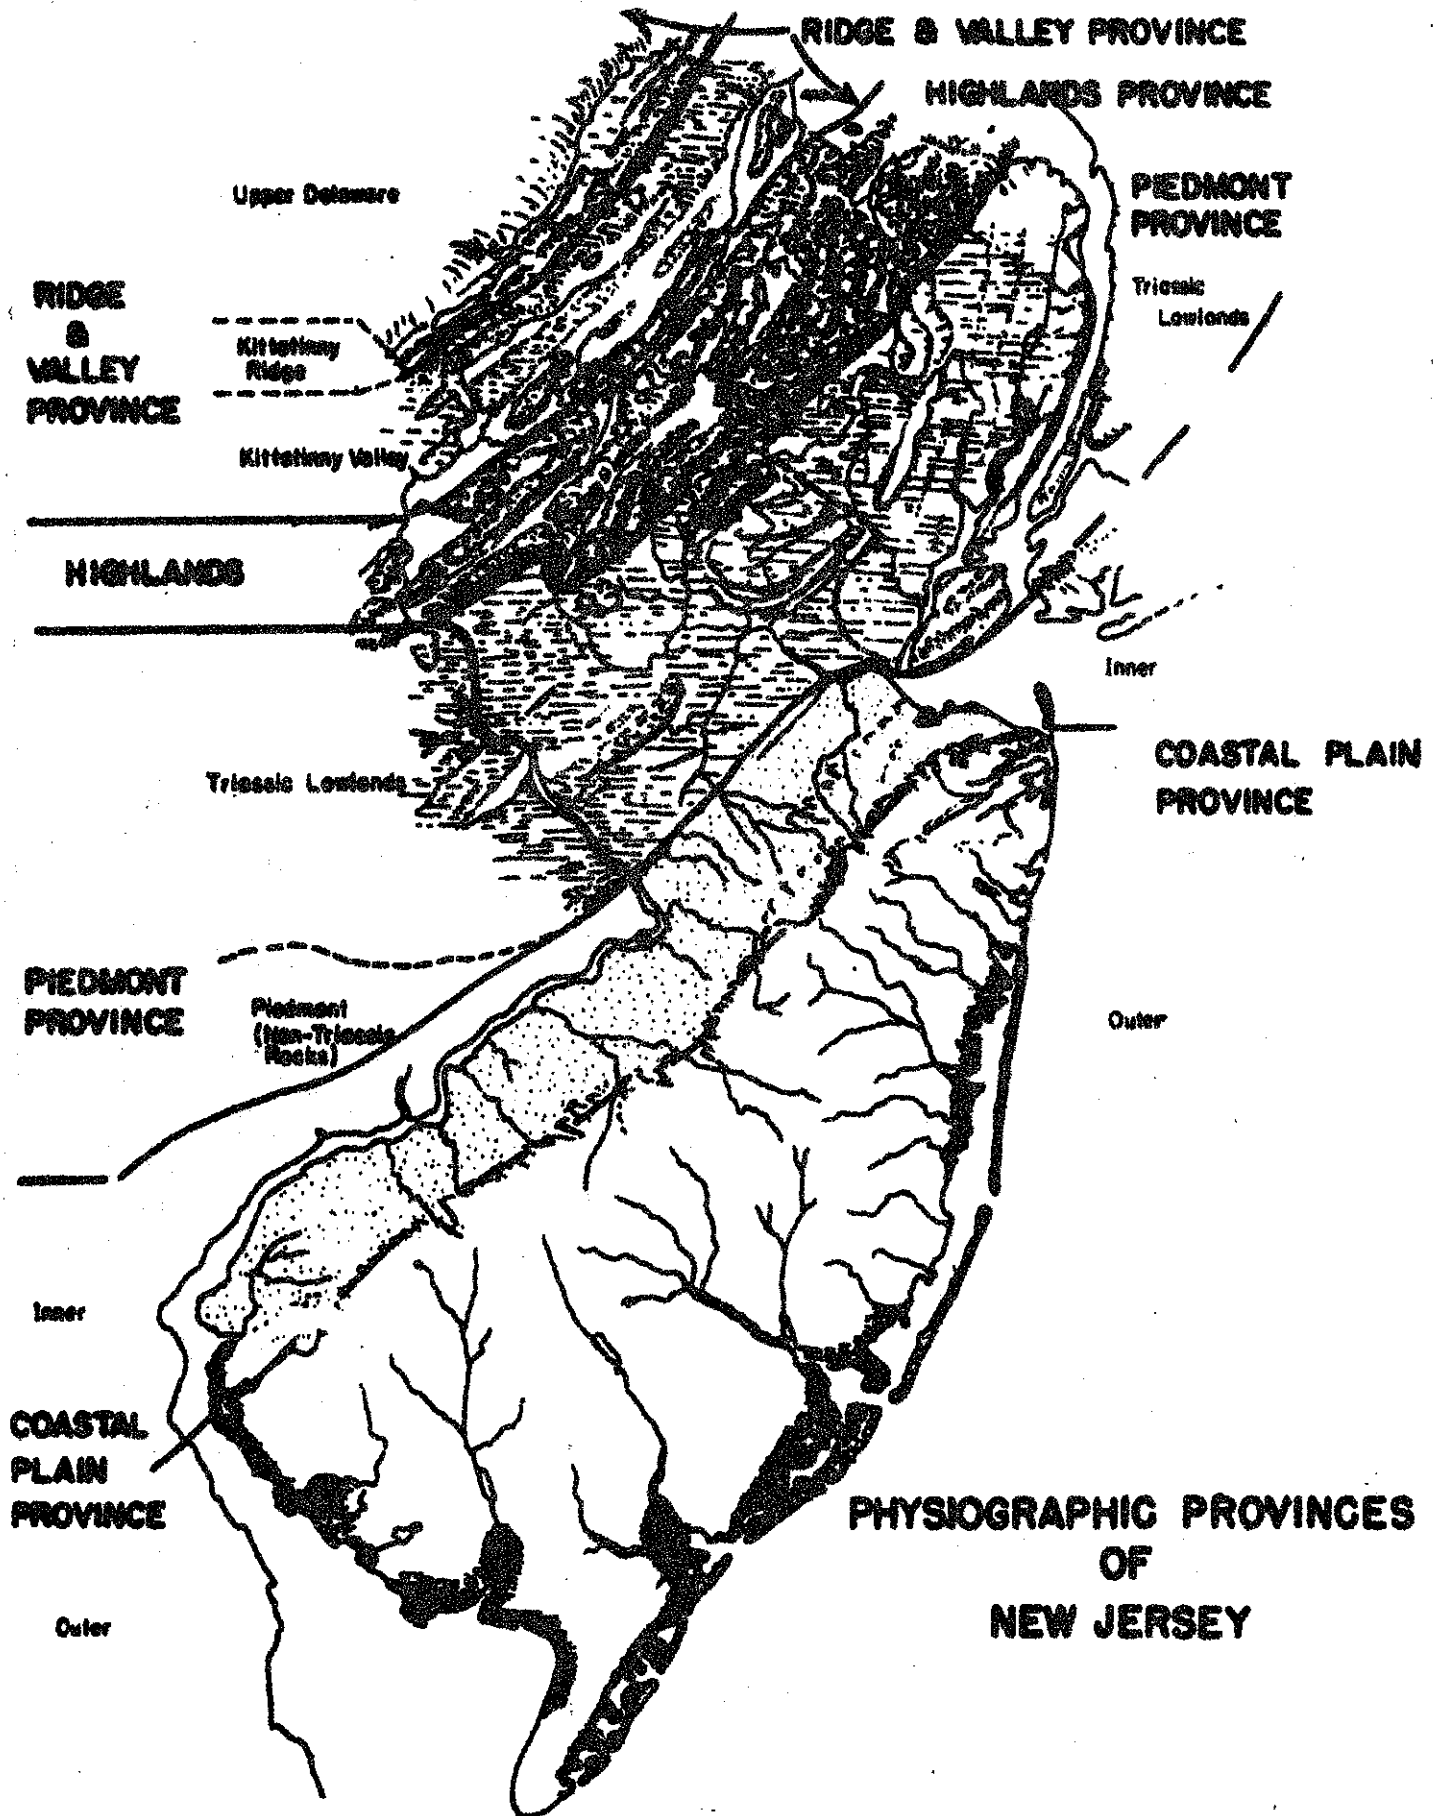 RIDGE & VALLEY PROVINCE
HIGHLANDS PROVINCE
Upper Delaware
PIEDMONT
PROVINCE
Triassic
Lowlands
RIDGE
&
VALLEY
PROVINCE
Kittatinny
Ridge
Kittatinny Valley
HIGHLANDS
Inner
COASTAL PLAIN
PROVINCE
Triassic Lowlands
PIEDMONT
PROVINCE
Piedmont
(Non-Triassic
Rocks)
Outer
Inner
COASTAL
PLAIN
PROVINCE
Outer
PHYSIOGRAPHIC PROVINCES
OF
NEW JERSEY